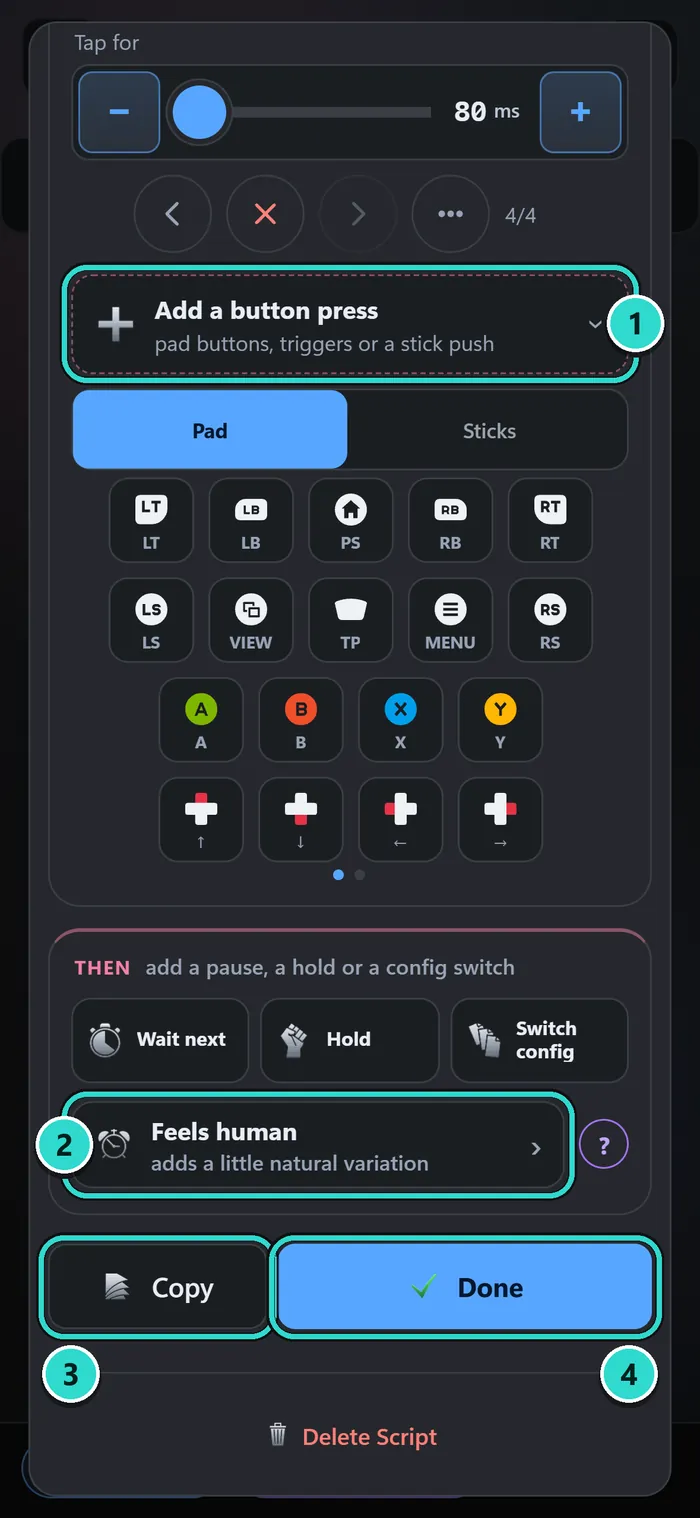 Tap for
− 80 ms +
4/4
Add a button press
pad buttons, triggers or a stick push
1
Pad Sticks
LT LB RB RT
LT LB PS RB RT
LS RS
LS VIEW TP MENU RS
A B X Y
A B X Y
↑ ↓ ← →
THEN add a pause, a hold or a config switch
Wait next Hold Switch
config
2
Feels human
adds a little natural variation
?
Copy Done
3 4
Delete Script